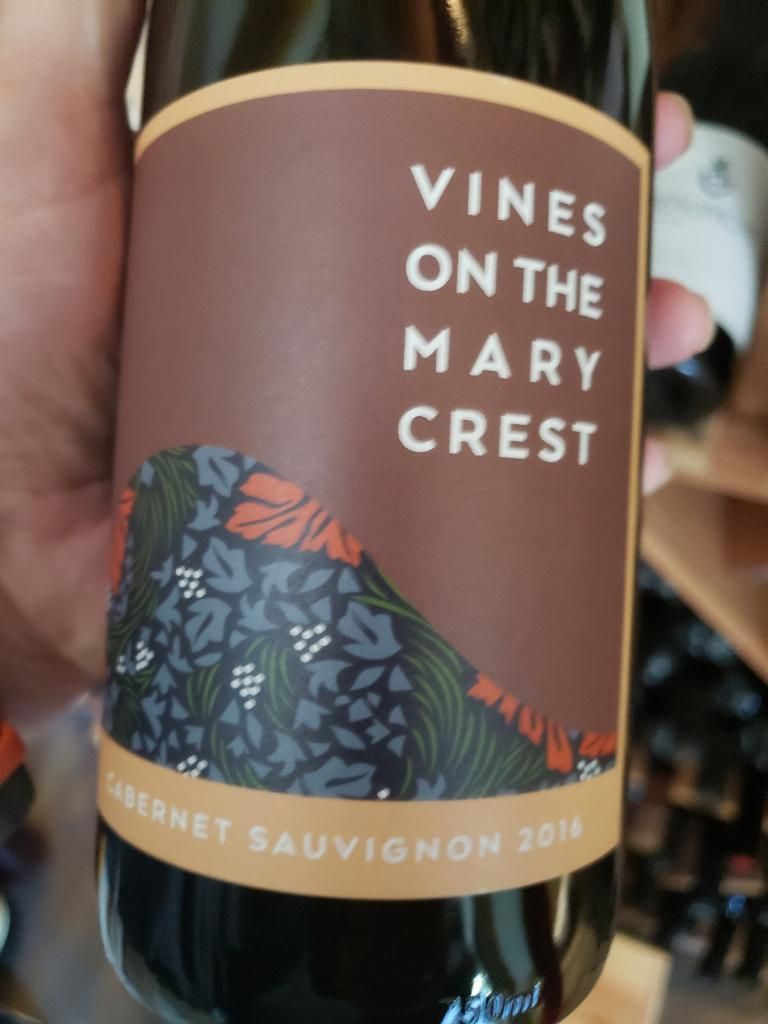 VINES
ON THE
MARY
CREST
CABERNET SAUVIGNON 2016